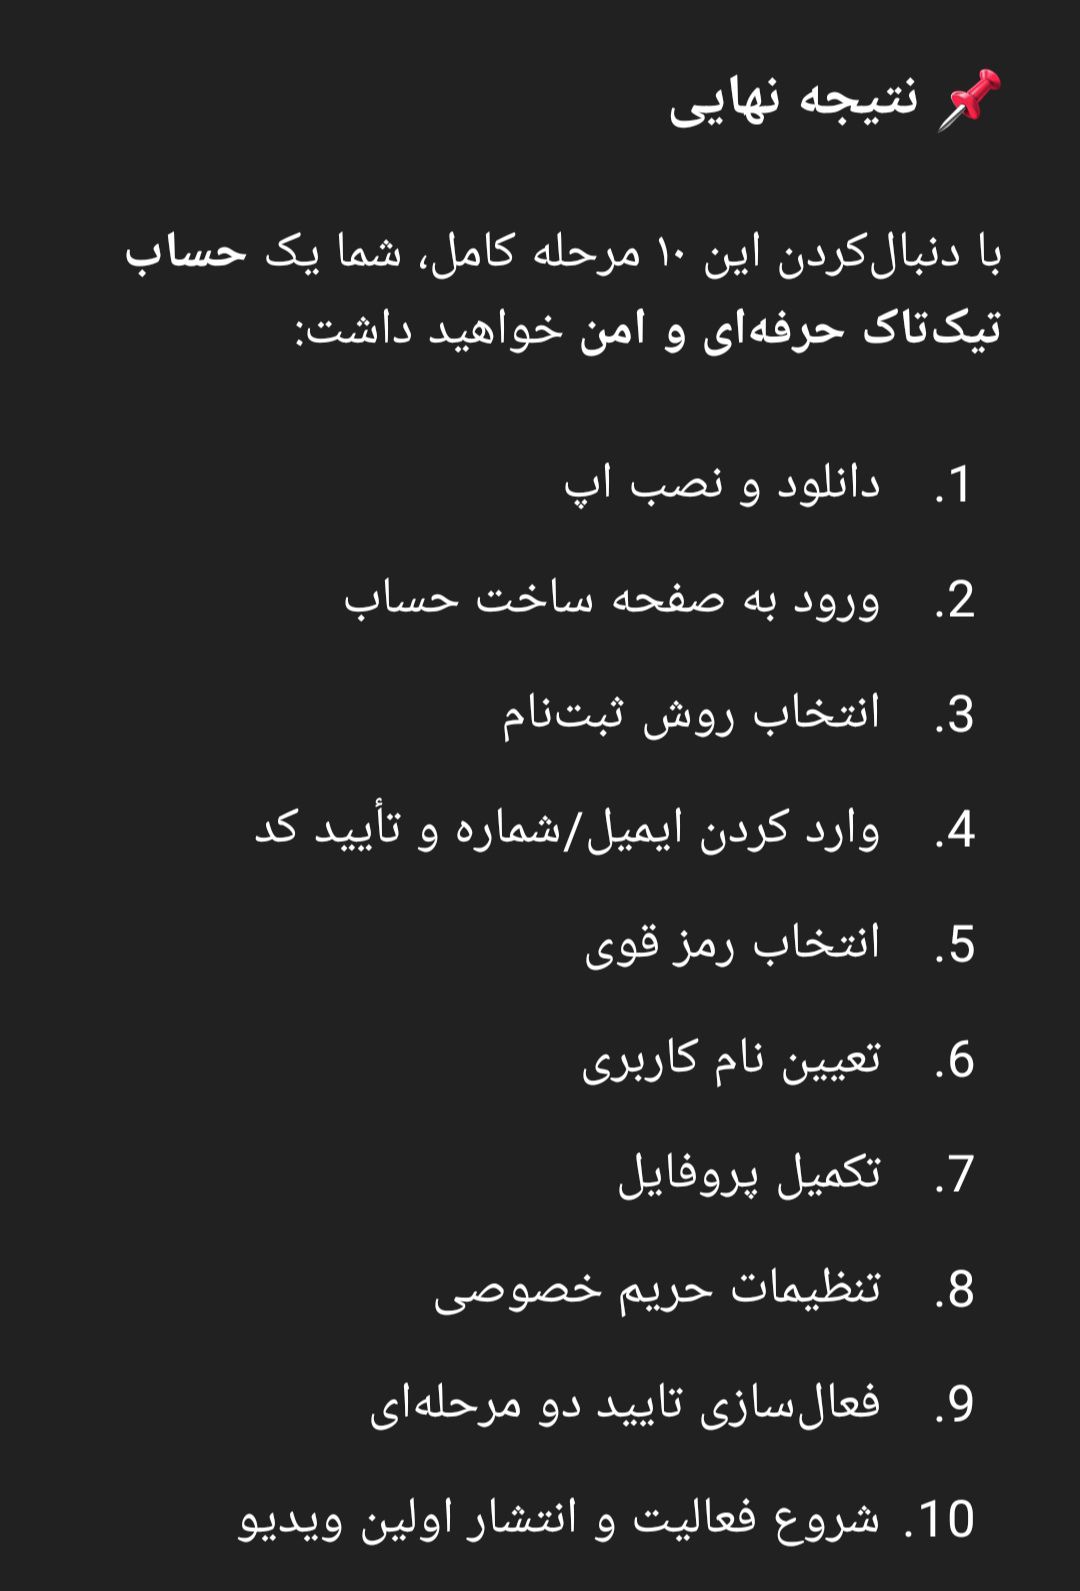 📌 نتیجه نهایی
با دنبال‌کردن این ۱۰ مرحله کامل، شما یک حساب
تیک‌تاک حرفه‌ای و امن خواهید داشت:
1. دانلود و نصب اپ
2. ورود به صفحه ساخت حساب
3. انتخاب روش ثبت‌نام
4. وارد کردن ایمیل/شماره و تأیید کد
5. انتخاب رمز قوی
6. تعیین نام کاربری
7. تکمیل پروفایل
8. تنظیمات حریم خصوصی
9. فعال‌سازی تایید دو مرحله‌ای
10. شروع فعالیت و انتشار اولین ویدیو